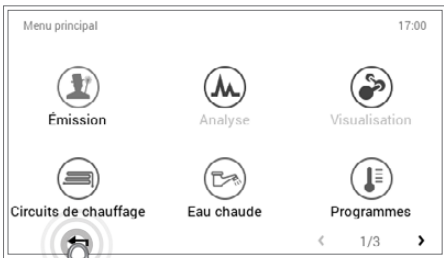 Menu principal 17:00
Émission Analyse Visualisation
Circuits de chauffage Eau chaude Programmes
< 1/3 >